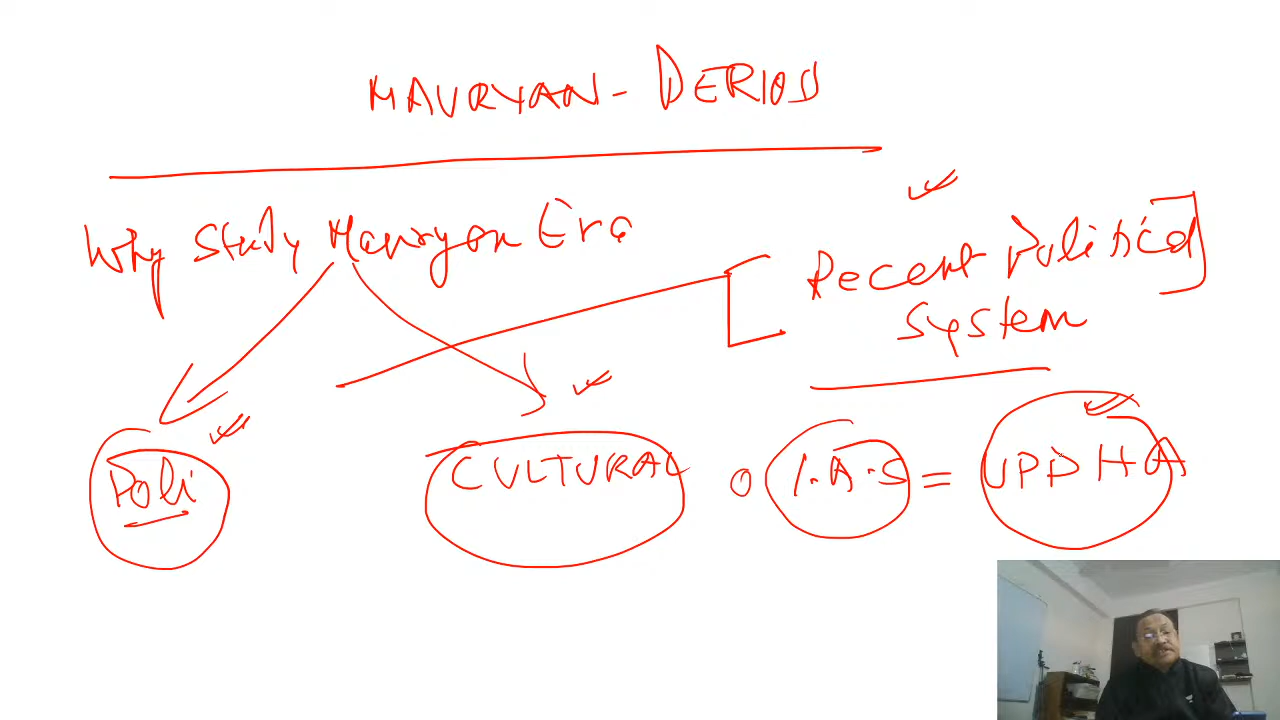 MAURYAN - PERIOD
Why Study Mauryan Era
Recent Political
System
Poli
CULTURAL
I.A.S = UPDHA